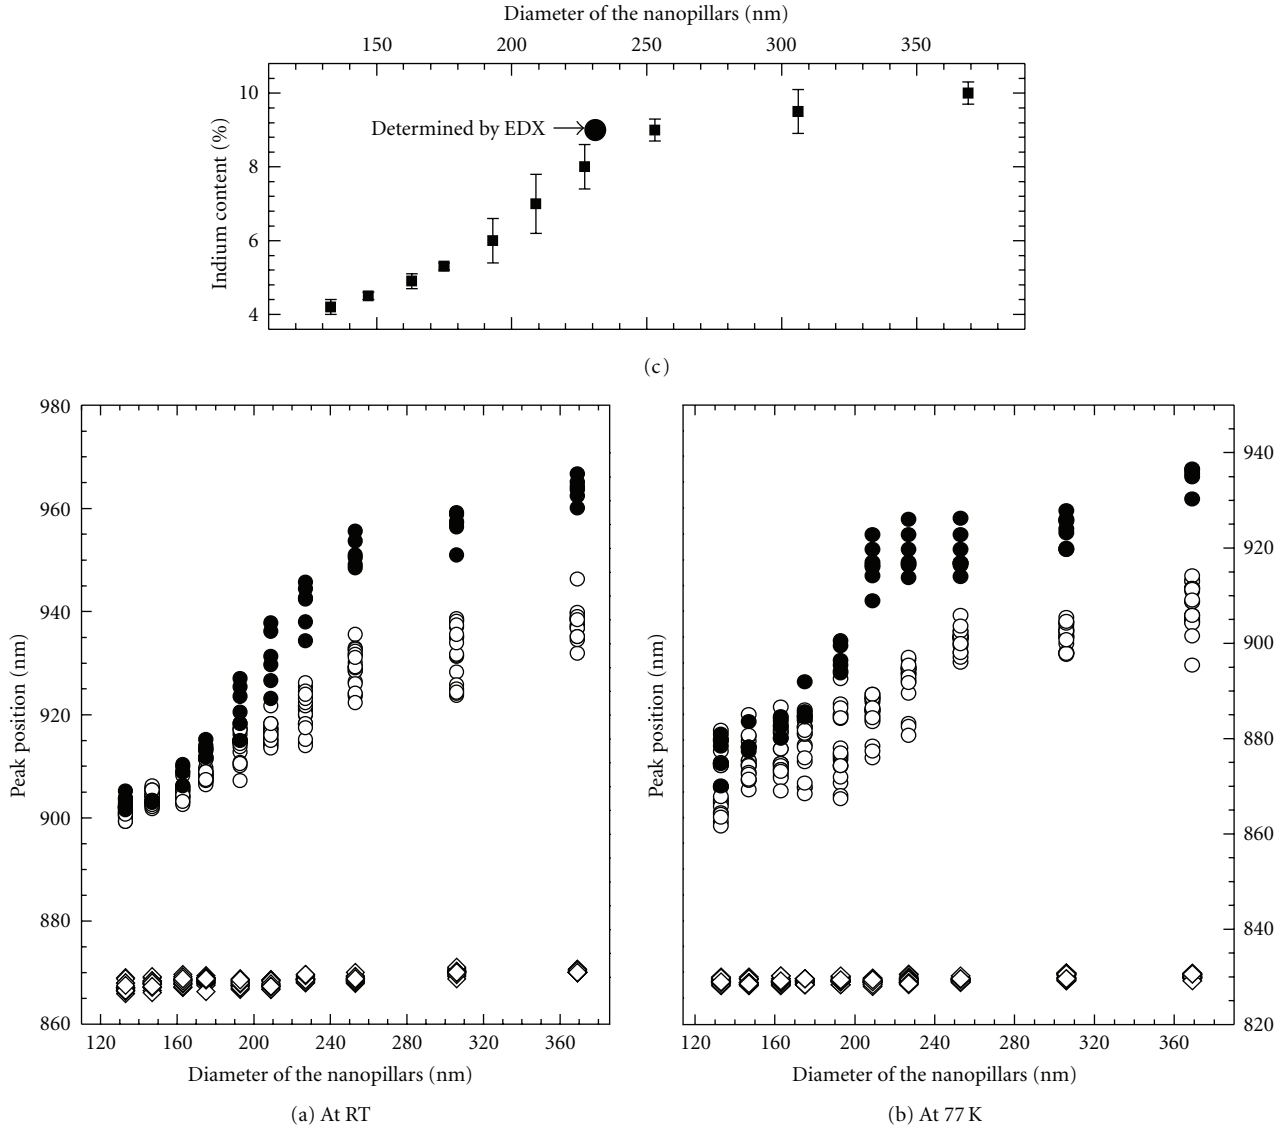 Diameter of the nanopillars (nm)
150 200 250 300 350
10
8
6
4
Indium content (%)
Determined by EDX
(c)
980
960
940
920
900
880
860
Peak position (nm)
120 160 200 240 280 320 360
Diameter of the nanopillars (nm)
(a) At RT
Peak position (nm)
940
920
900
880
860
840
820
120 160 200 240 280 320 360
Diameter of the nanopillars (nm)
(b) At 77 K